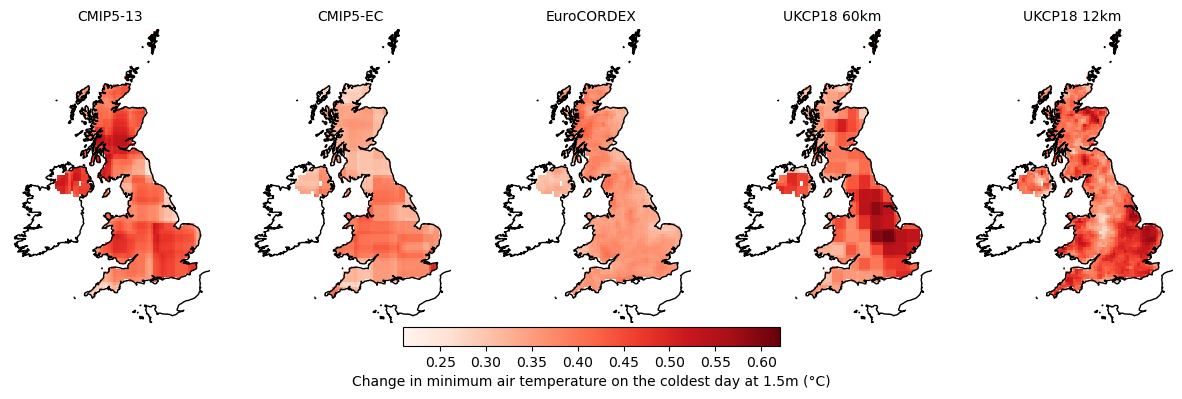 CMIP5-13 CMIP5-EC EuroCORDEX UKCP18 60km UKCP18 12km
0.25 0.30 0.35 0.40 0.45 0.50 0.55 0.60
Change in minimum air temperature on the coldest day at 1.5m (°C)